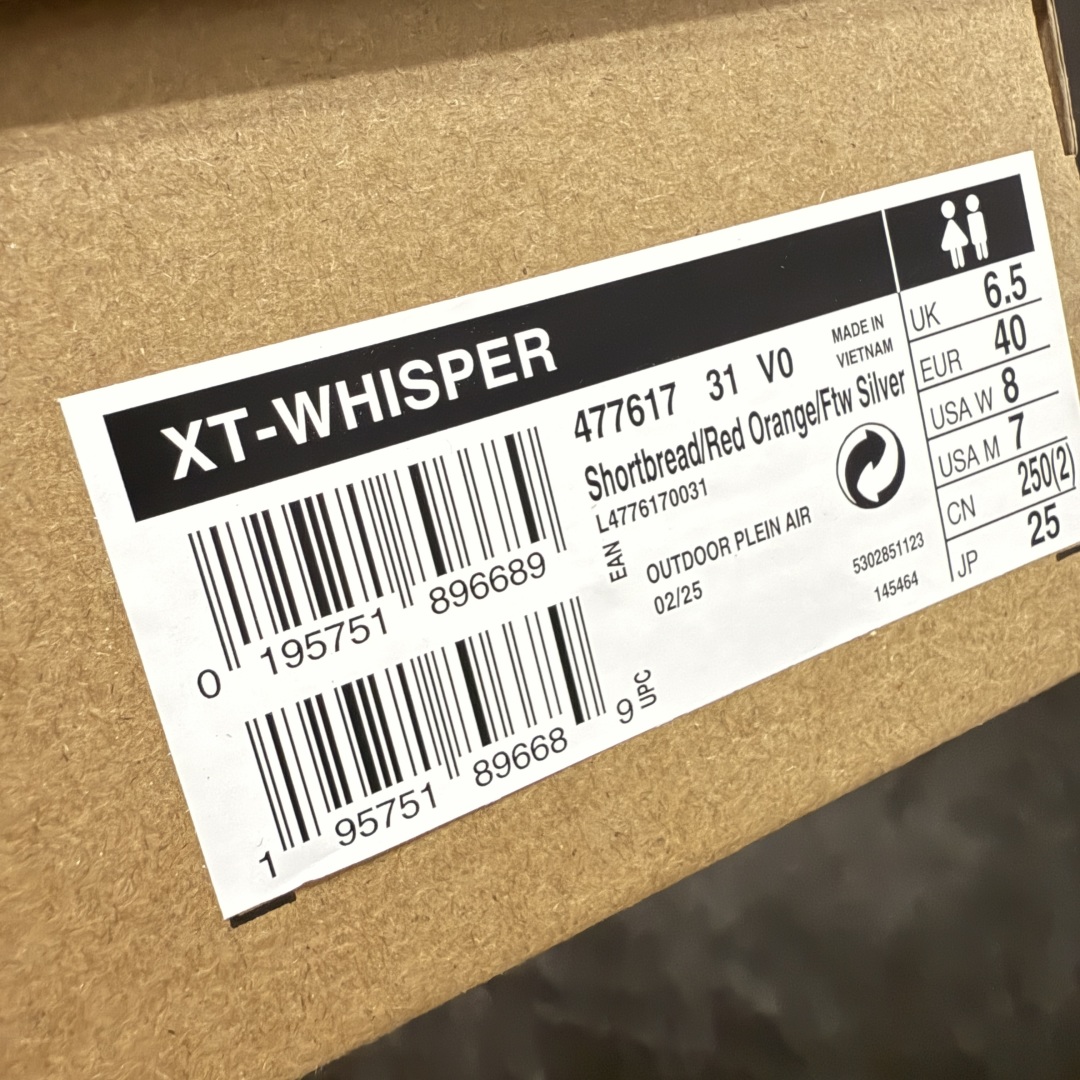 XT-WHISPER
477617 31 V0
MADE IN
VIETNAM
Shortbread/Red Orange/Ftw Silver
L4776170031
EAN
OUTDOOR PLEIN AIR
02/25
5302851123
145464
0 195751 896689
1 95751 89668 9
UPC
UK 6.5
EUR 40
USA W 8
USA M 7
CN 250(2)
JP 25